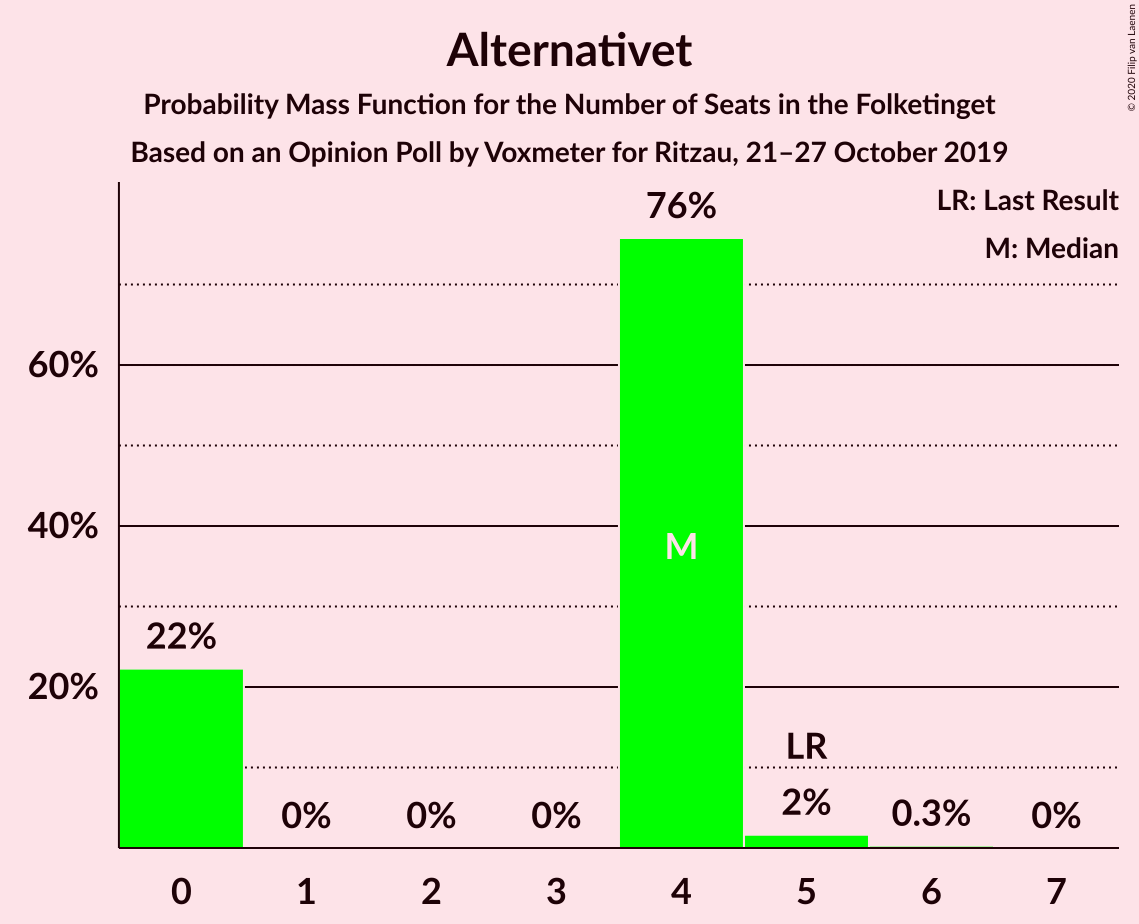 Alternativet
Probability Mass Function for the Number of Seats in the Folketinget
Based on an Opinion Poll by Voxmeter for Ritzau, 21–27 October 2019
© 2020 Filip van Laenen
LR: Last Result
M: Median
76%
60%
40%
M
22%
20%
LR
0%
0%
0%
2%
0.3%
0%
0
1
2
3
4
5
6
7